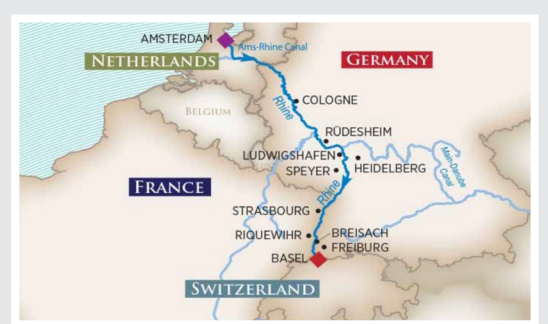 AMSTERDAM
Ams-Rhine Canal
NETHERLANDS
GERMANY
Rhine
COLOGNE
BELGIUM
RÜDESHEIM
LUDWIGSHAFEN
HEIDELBERG
SPEYER
Main-Danube
Canal
FRANCE
Rhine
STRASBOURG
RIQUEWIHR
BREISACH
FREIBURG
BASEL
SWITZERLAND